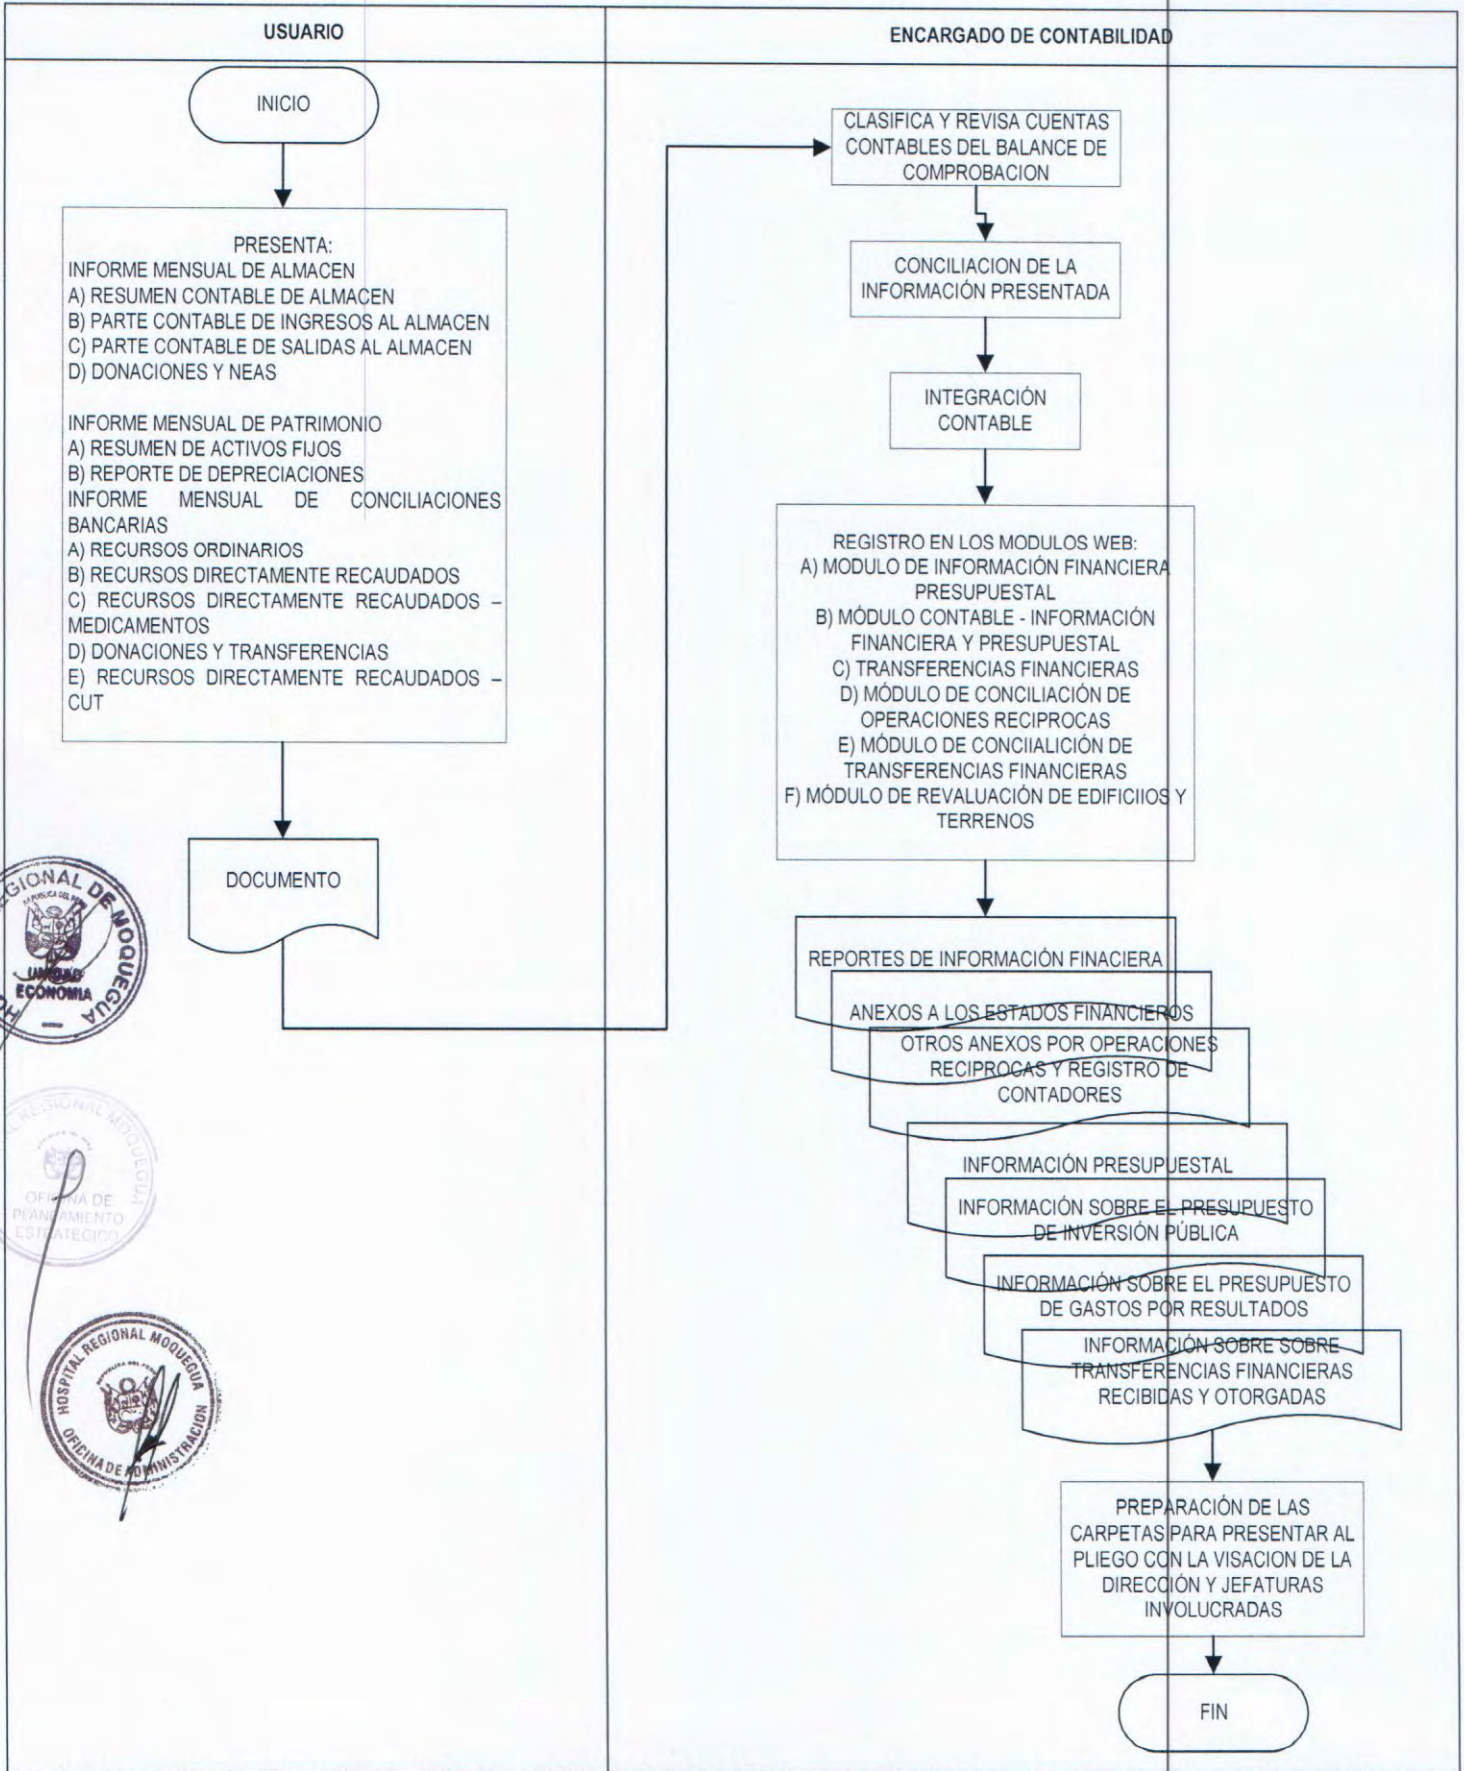 USUARIO
ENCARGADO DE CONTABILIDAD
INICIO
PRESENTA:
INFORME MENSUAL DE ALMACEN
A) RESUMEN CONTABLE DE ALMACEN
B) PARTE CONTABLE DE INGRESOS AL ALMACEN
C) PARTE CONTABLE DE SALIDAS AL ALMACEN
D) DONACIONES Y NEAS
INFORME MENSUAL DE PATRIMONIO
A) RESUMEN DE ACTIVOS FIJOS
B) REPORTE DE DEPRECIACIONES
INFORME MENSUAL DE CONCILIACIONES
BANCARIAS
A) RECURSOS ORDINARIOS
B) RECURSOS DIRECTAMENTE RECAUDADOS
C) RECURSOS DIRECTAMENTE RECAUDADOS –
MEDICAMENTOS
D) DONACIONES Y TRANSFERENCIAS
E) RECURSOS DIRECTAMENTE RECAUDADOS –
CUT
DOCUMENTO
CLASIFICA Y REVISA CUENTAS
CONTABLES DEL BALANCE DE
COMPROBACION
CONCILIACION DE LA
INFORMACIÓN PRESENTADA
INTEGRACIÓN
CONTABLE
REGISTRO EN LOS MODULOS WEB:
A) MODULO DE INFORMACIÓN FINANCIERA
PRESUPUESTAL
B) MÓDULO CONTABLE - INFORMACIÓN
FINANCIERA Y PRESUPUESTAL
C) TRANSFERENCIAS FINANCIERAS
D) MÓDULO DE CONCILIACIÓN DE
OPERACIONES RECIPROCAS
E) MÓDULO DE CONCIIALICIÓN DE
TRANSFERENCIAS FINANCIERAS
F) MÓDULO DE REVALUACIÓN DE EDIFICIIOS Y
TERRENOS
REPORTES DE INFORMACIÓN FINACIERA
ANEXOS A LOS ESTADOS FINANCIEROS
OTROS ANEXOS POR OPERACIONES
RECIPROCAS Y REGISTRO DE
CONTADORES
INFORMACIÓN PRESUPUESTAL
INFORMACIÓN SOBRE EL PRESUPUESTO
DE INVERSIÓN PÚBLICA
INFORMACIÓN SOBRE EL PRESUPUESTO
DE GASTOS POR RESULTADOS
INFORMACIÓN SOBRE SOBRE
TRANSFERENCIAS FINANCIERAS
RECIBIDAS Y OTORGADAS
PREPARACIÓN DE LAS
CARPETAS PARA PRESENTAR AL
PLIEGO CON LA VISACION DE LA
DIRECCIÓN Y JEFATURAS
INVOLUCRADAS
FIN
REGIONAL DE MOQUEGUA
UNIDAD
ECONOMIA
REGIONAL MOQUEGUA
OFICINA DE
PLANEAMIENTO
ESTRATEGICO
HOSPITAL REGIONAL MOQUEGUA
OFICINA DE ADMINISTRACION